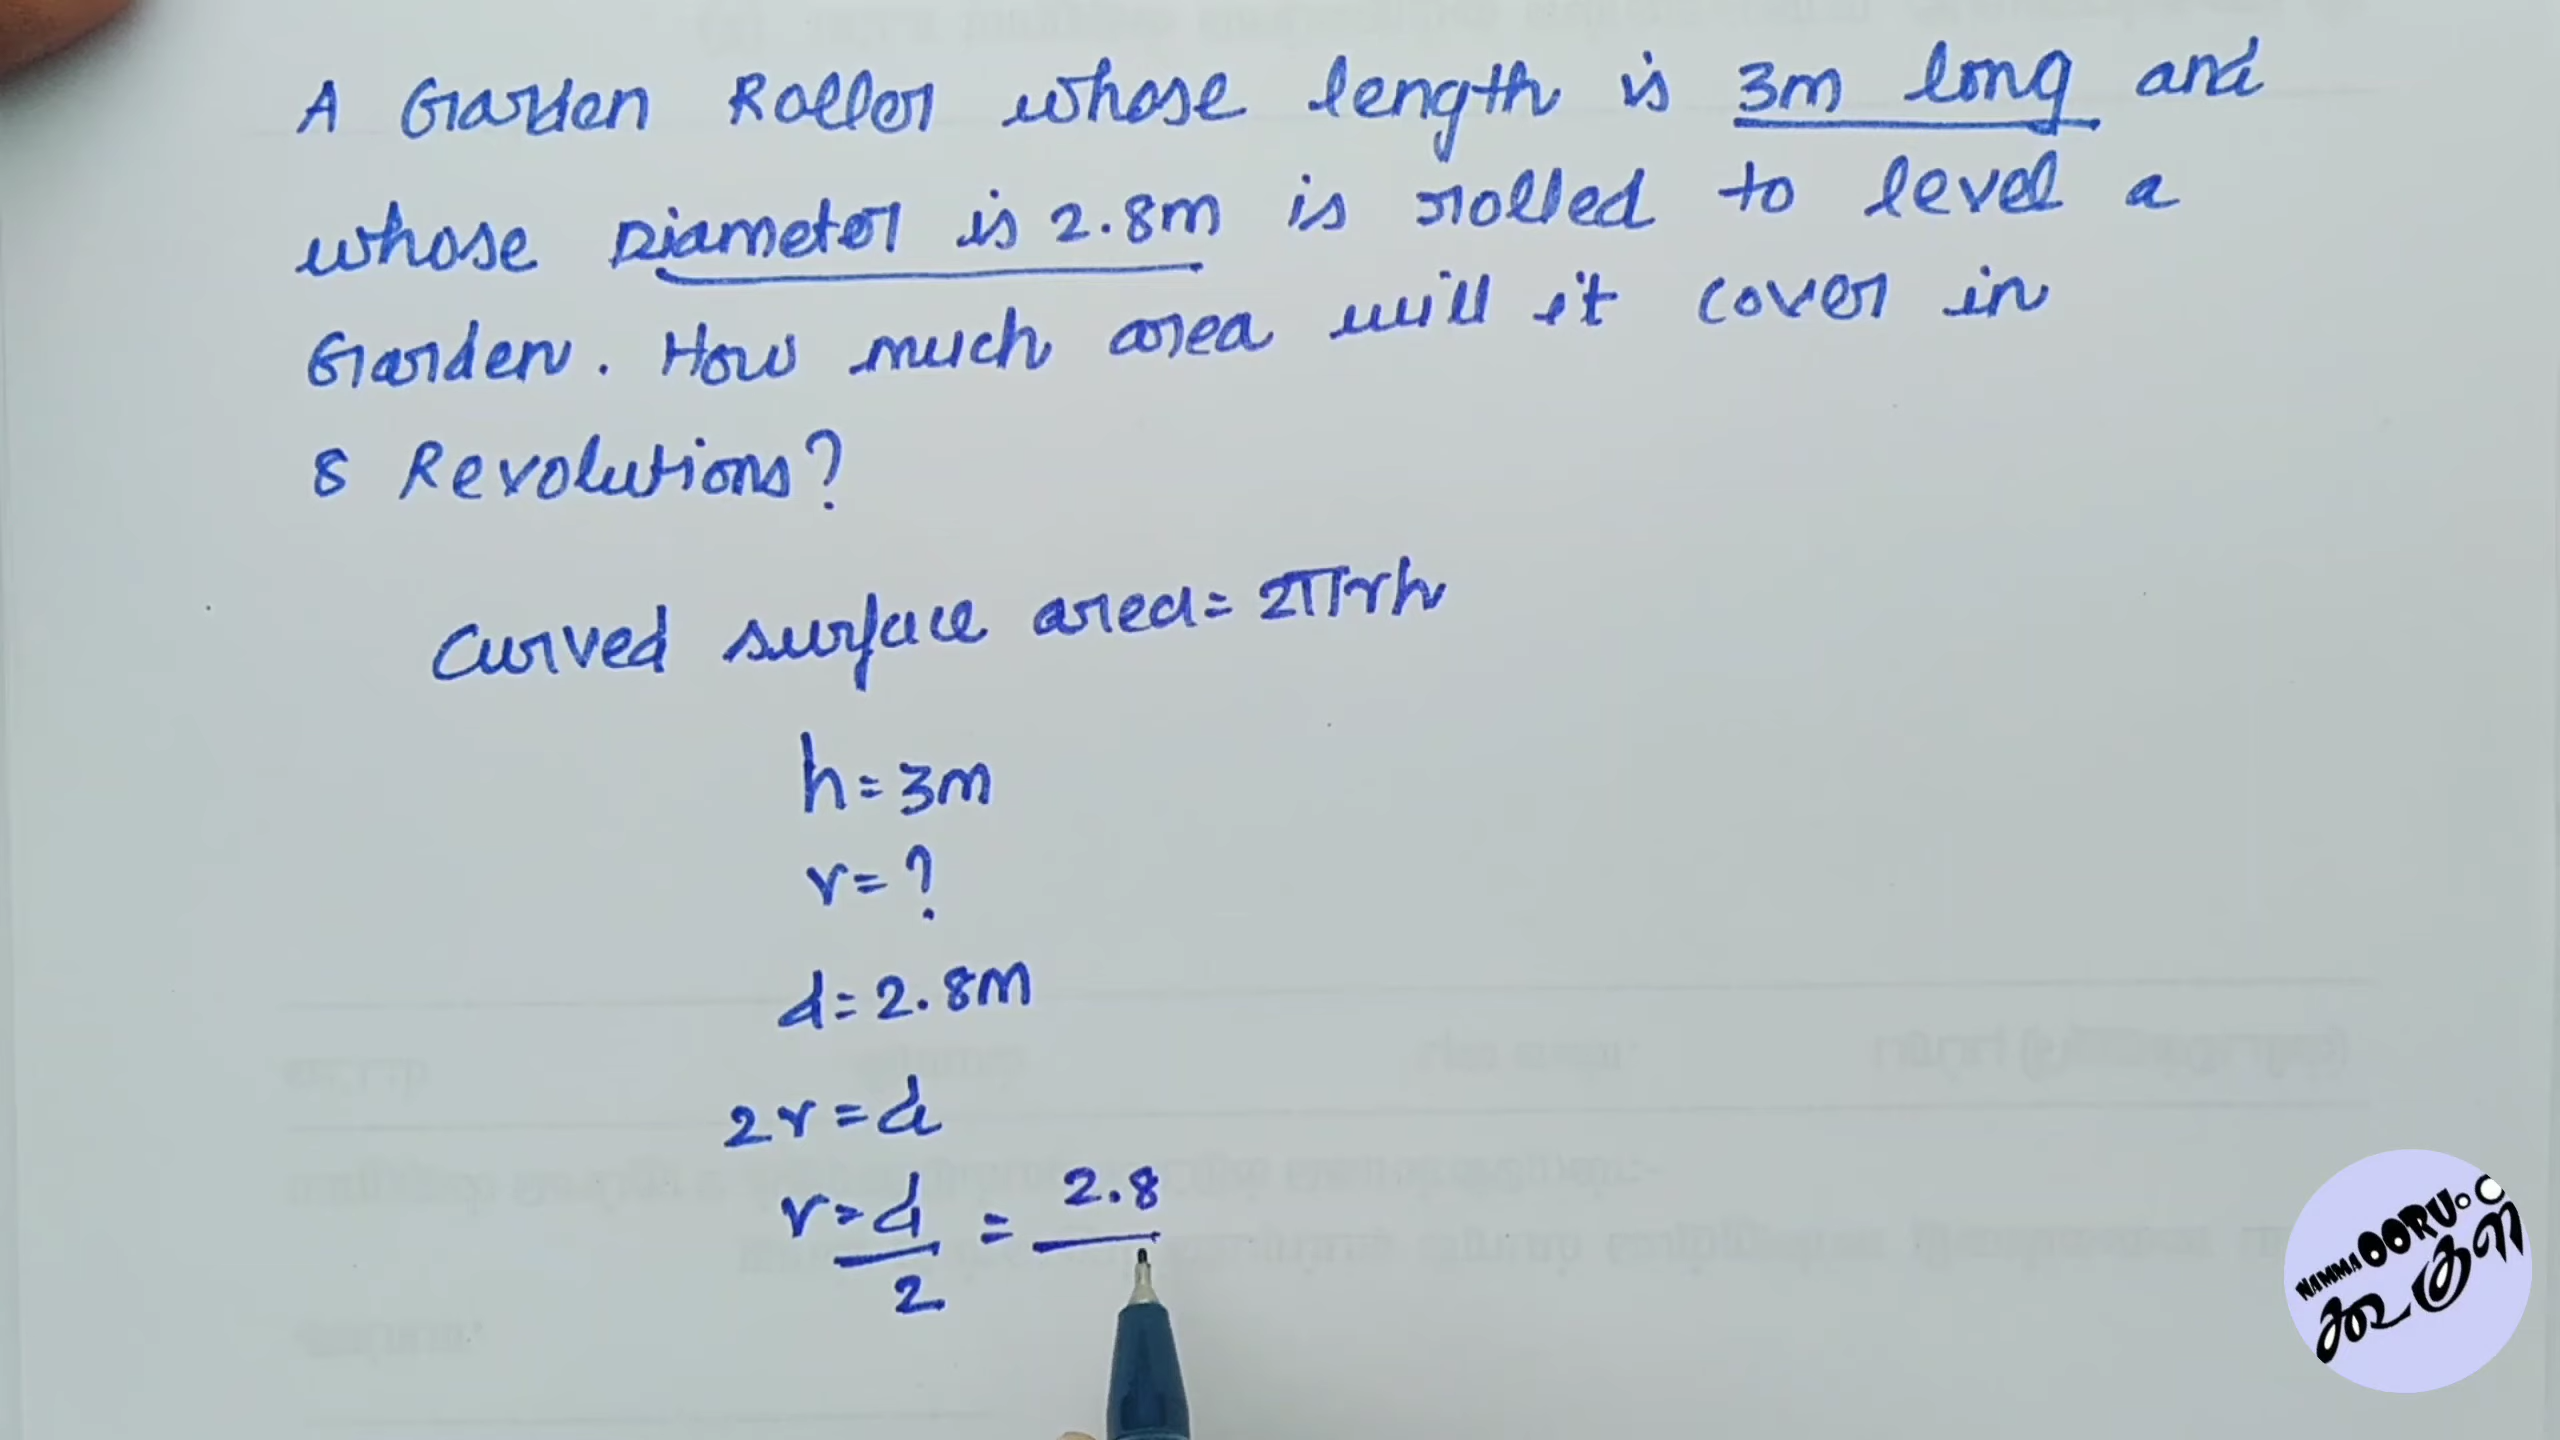 A Garden Roller whose length is 3m long and
whose Diameter is 2.8m is rolled to level a
Garden. How much area will it cover in
8 Revolutions?
Curved surface area = 2πrh
h = 3m
r = ?
d = 2.8m
2r = d
r = d/2 = 2.8
NAMMA OORU